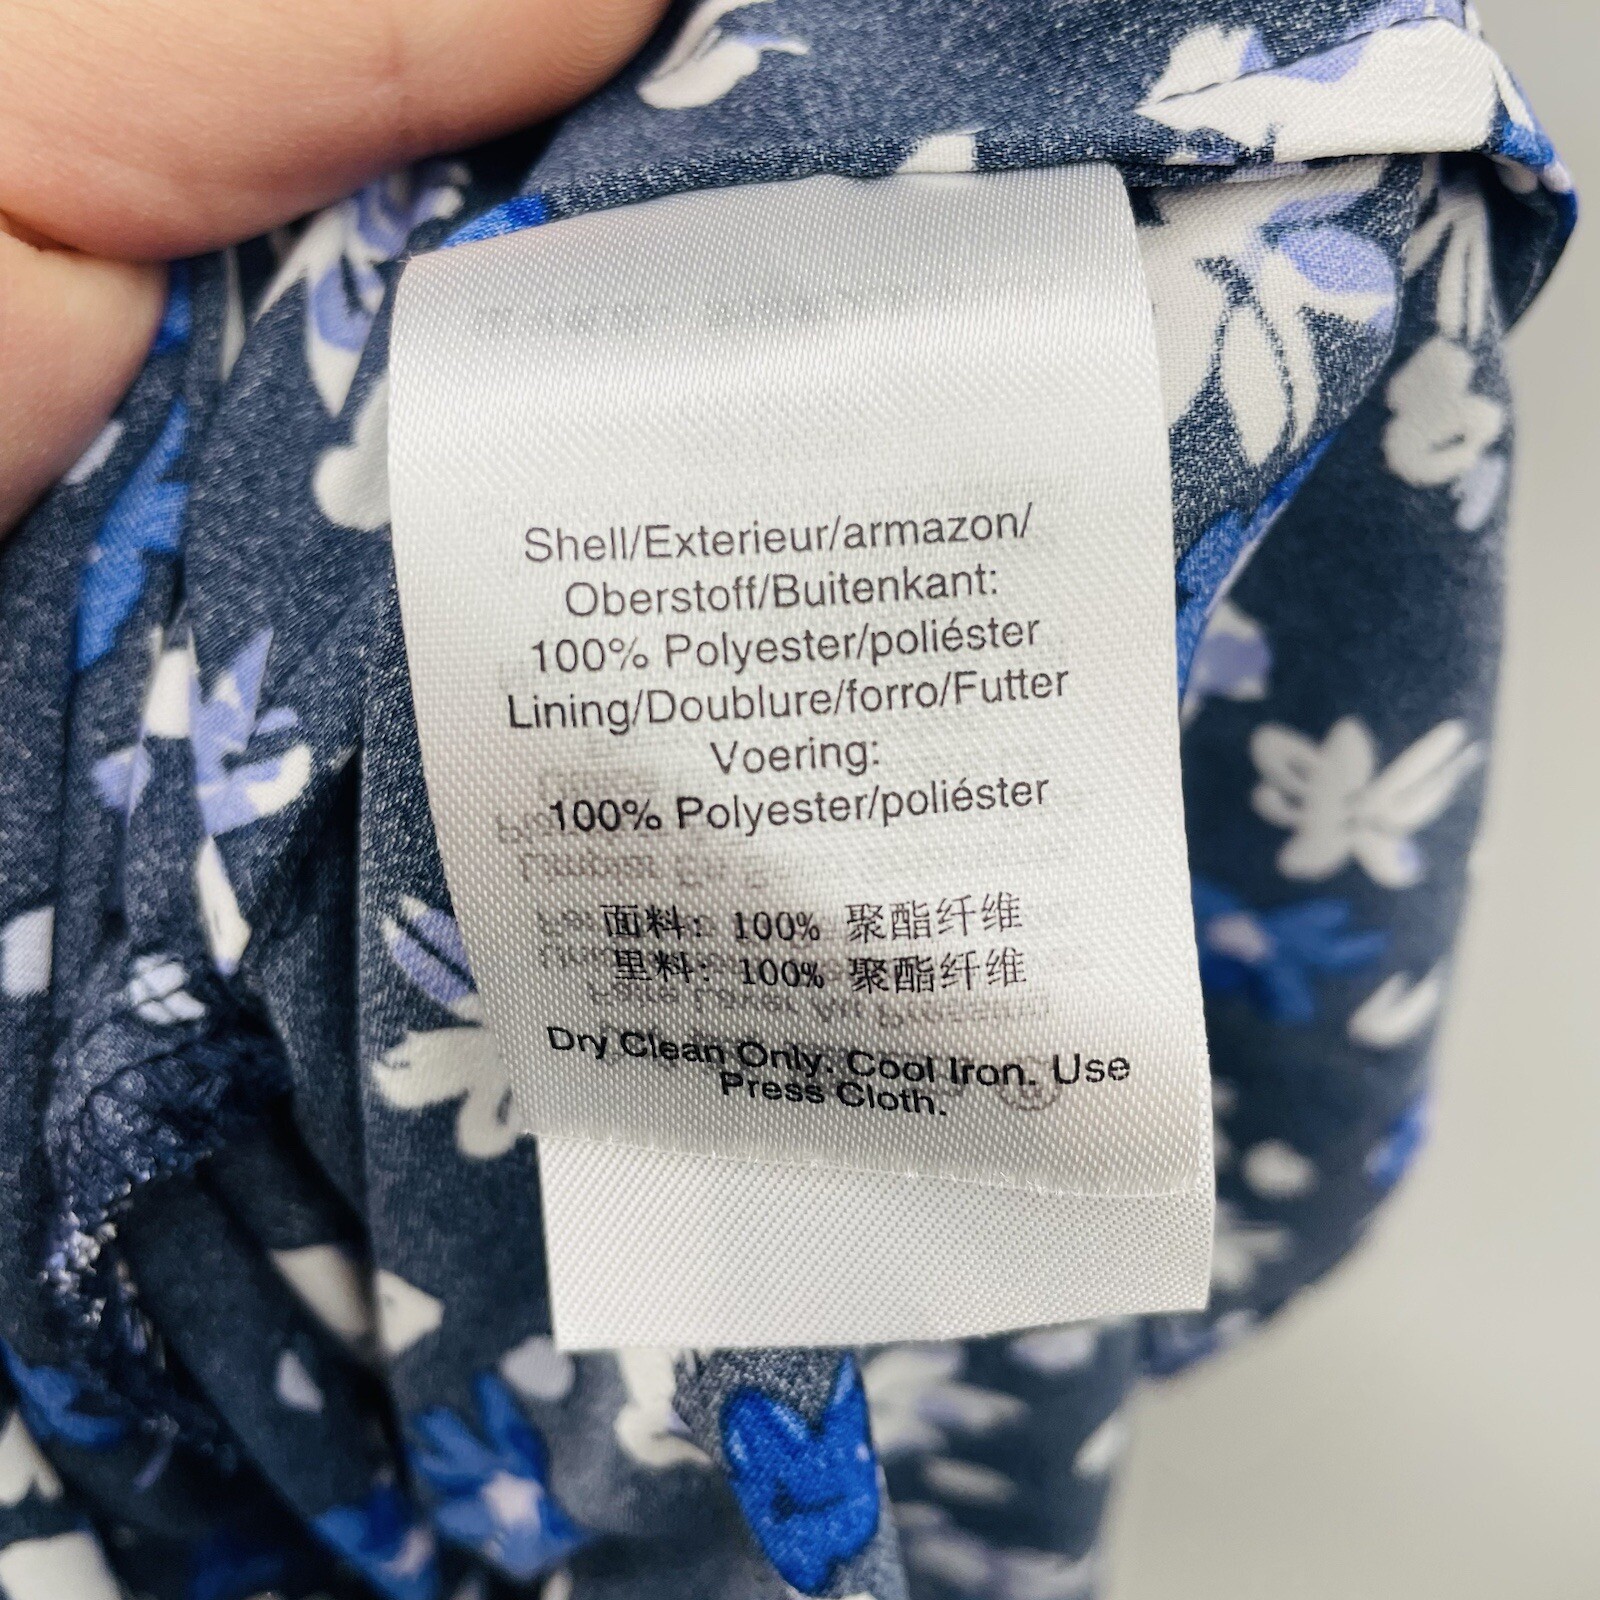 Shell/Exterieur/armazon/
Oberstoff/Buitenkant:
100% Polyester/poliéster
Lining/Doublure/forro/Futter
Voering:
100% Polyester/poliéster
面料: 100% 聚酯纤维
里料: 100% 聚酯纤维
Dry Clean Only. Cool Iron. Use
Press Cloth.